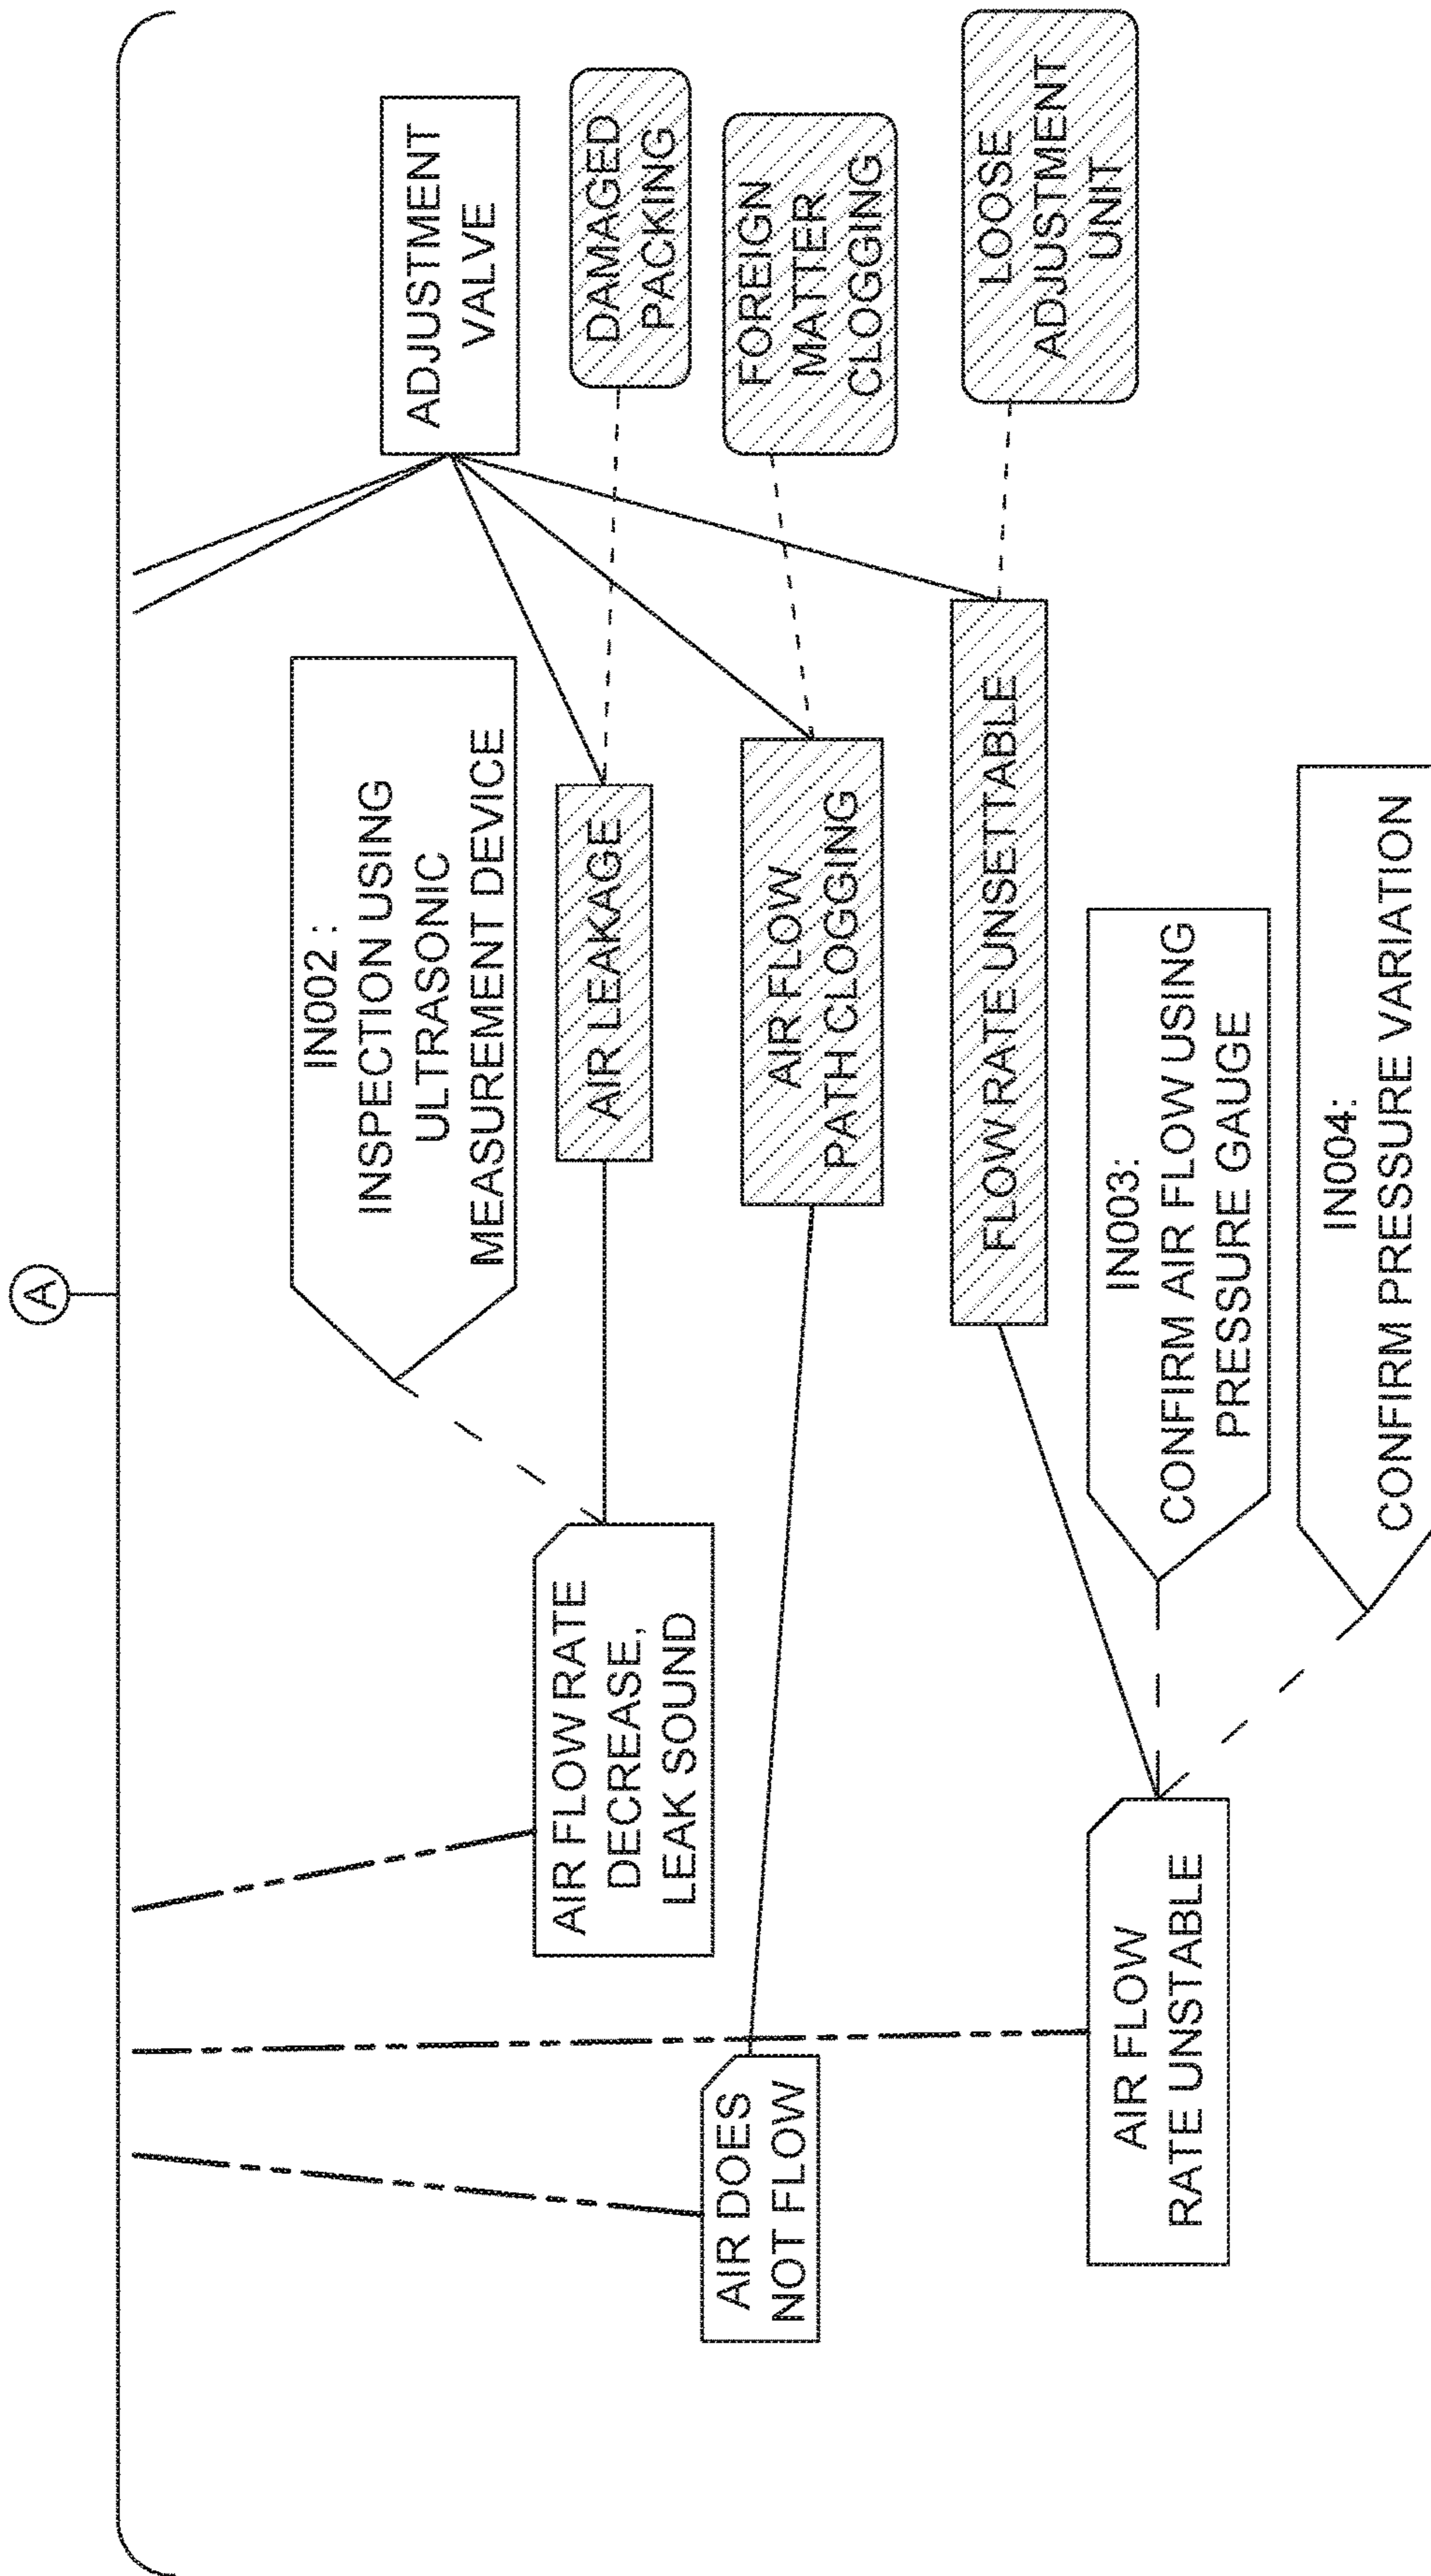 A
ADJUSTMENT
VALVE
IN002 :
INSPECTION USING
ULTRASONIC
MEASUREMENT DEVICE
AIR FLOW RATE
DECREASE,
LEAK SOUND
AIR LEAKAGE
DAMAGED
PACKING
AIR DOES
NOT FLOW
AIR FLOW
PATH CLOGGING
FOREIGN
MATTER
CLOGGING
FLOW RATE UNSETTABLE
LOOSE
ADJUSTMENT
UNIT
AIR FLOW
RATE UNSTABLE
IN003:
CONFIRM AIR FLOW USING
PRESSURE GAUGE
IN004:
CONFIRM PRESSURE VARIATION